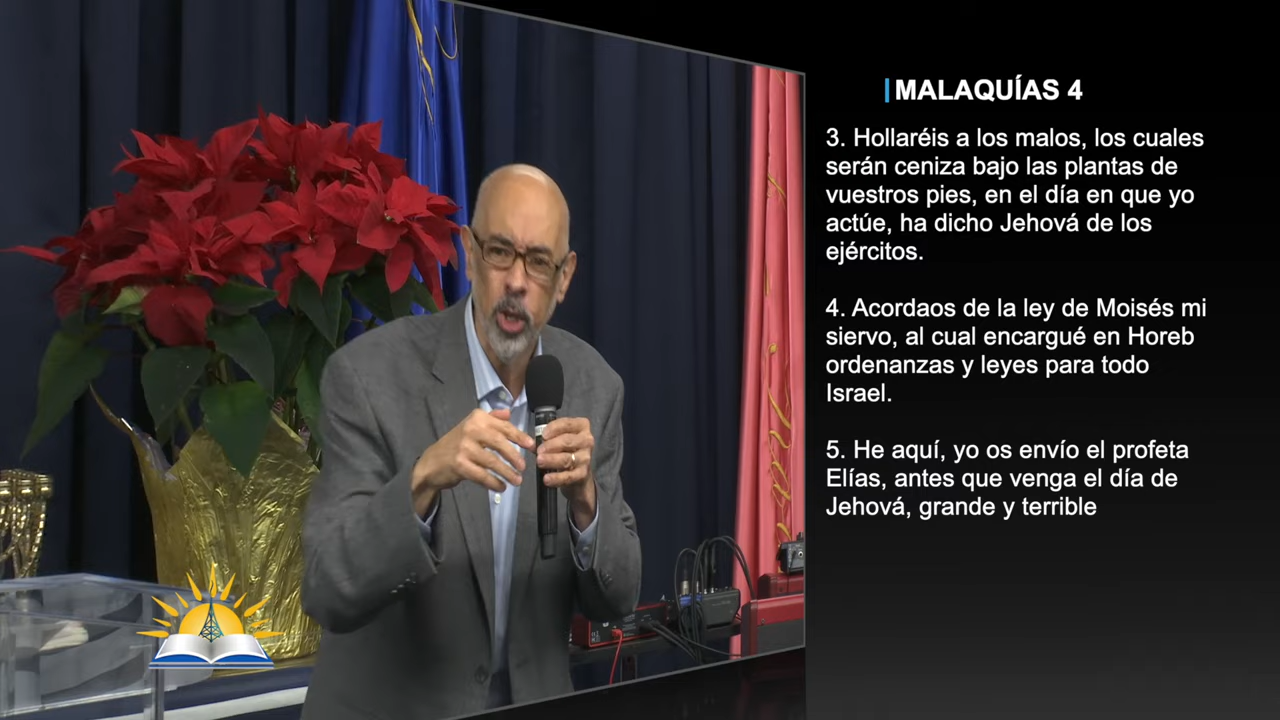 MALAQUÍAS 4
3. Hollaréis a los malos, los cuales
serán ceniza bajo las plantas de
vuestros pies, en el día en que yo
actúe, ha dicho Jehová de los
ejércitos.
4. Acordaos de la ley de Moisés mi
siervo, al cual encargué en Horeb
ordenanzas y leyes para todo
Israel.
5. He aquí, yo os envío el profeta
Elías, antes que venga el día de
Jehová, grande y terrible